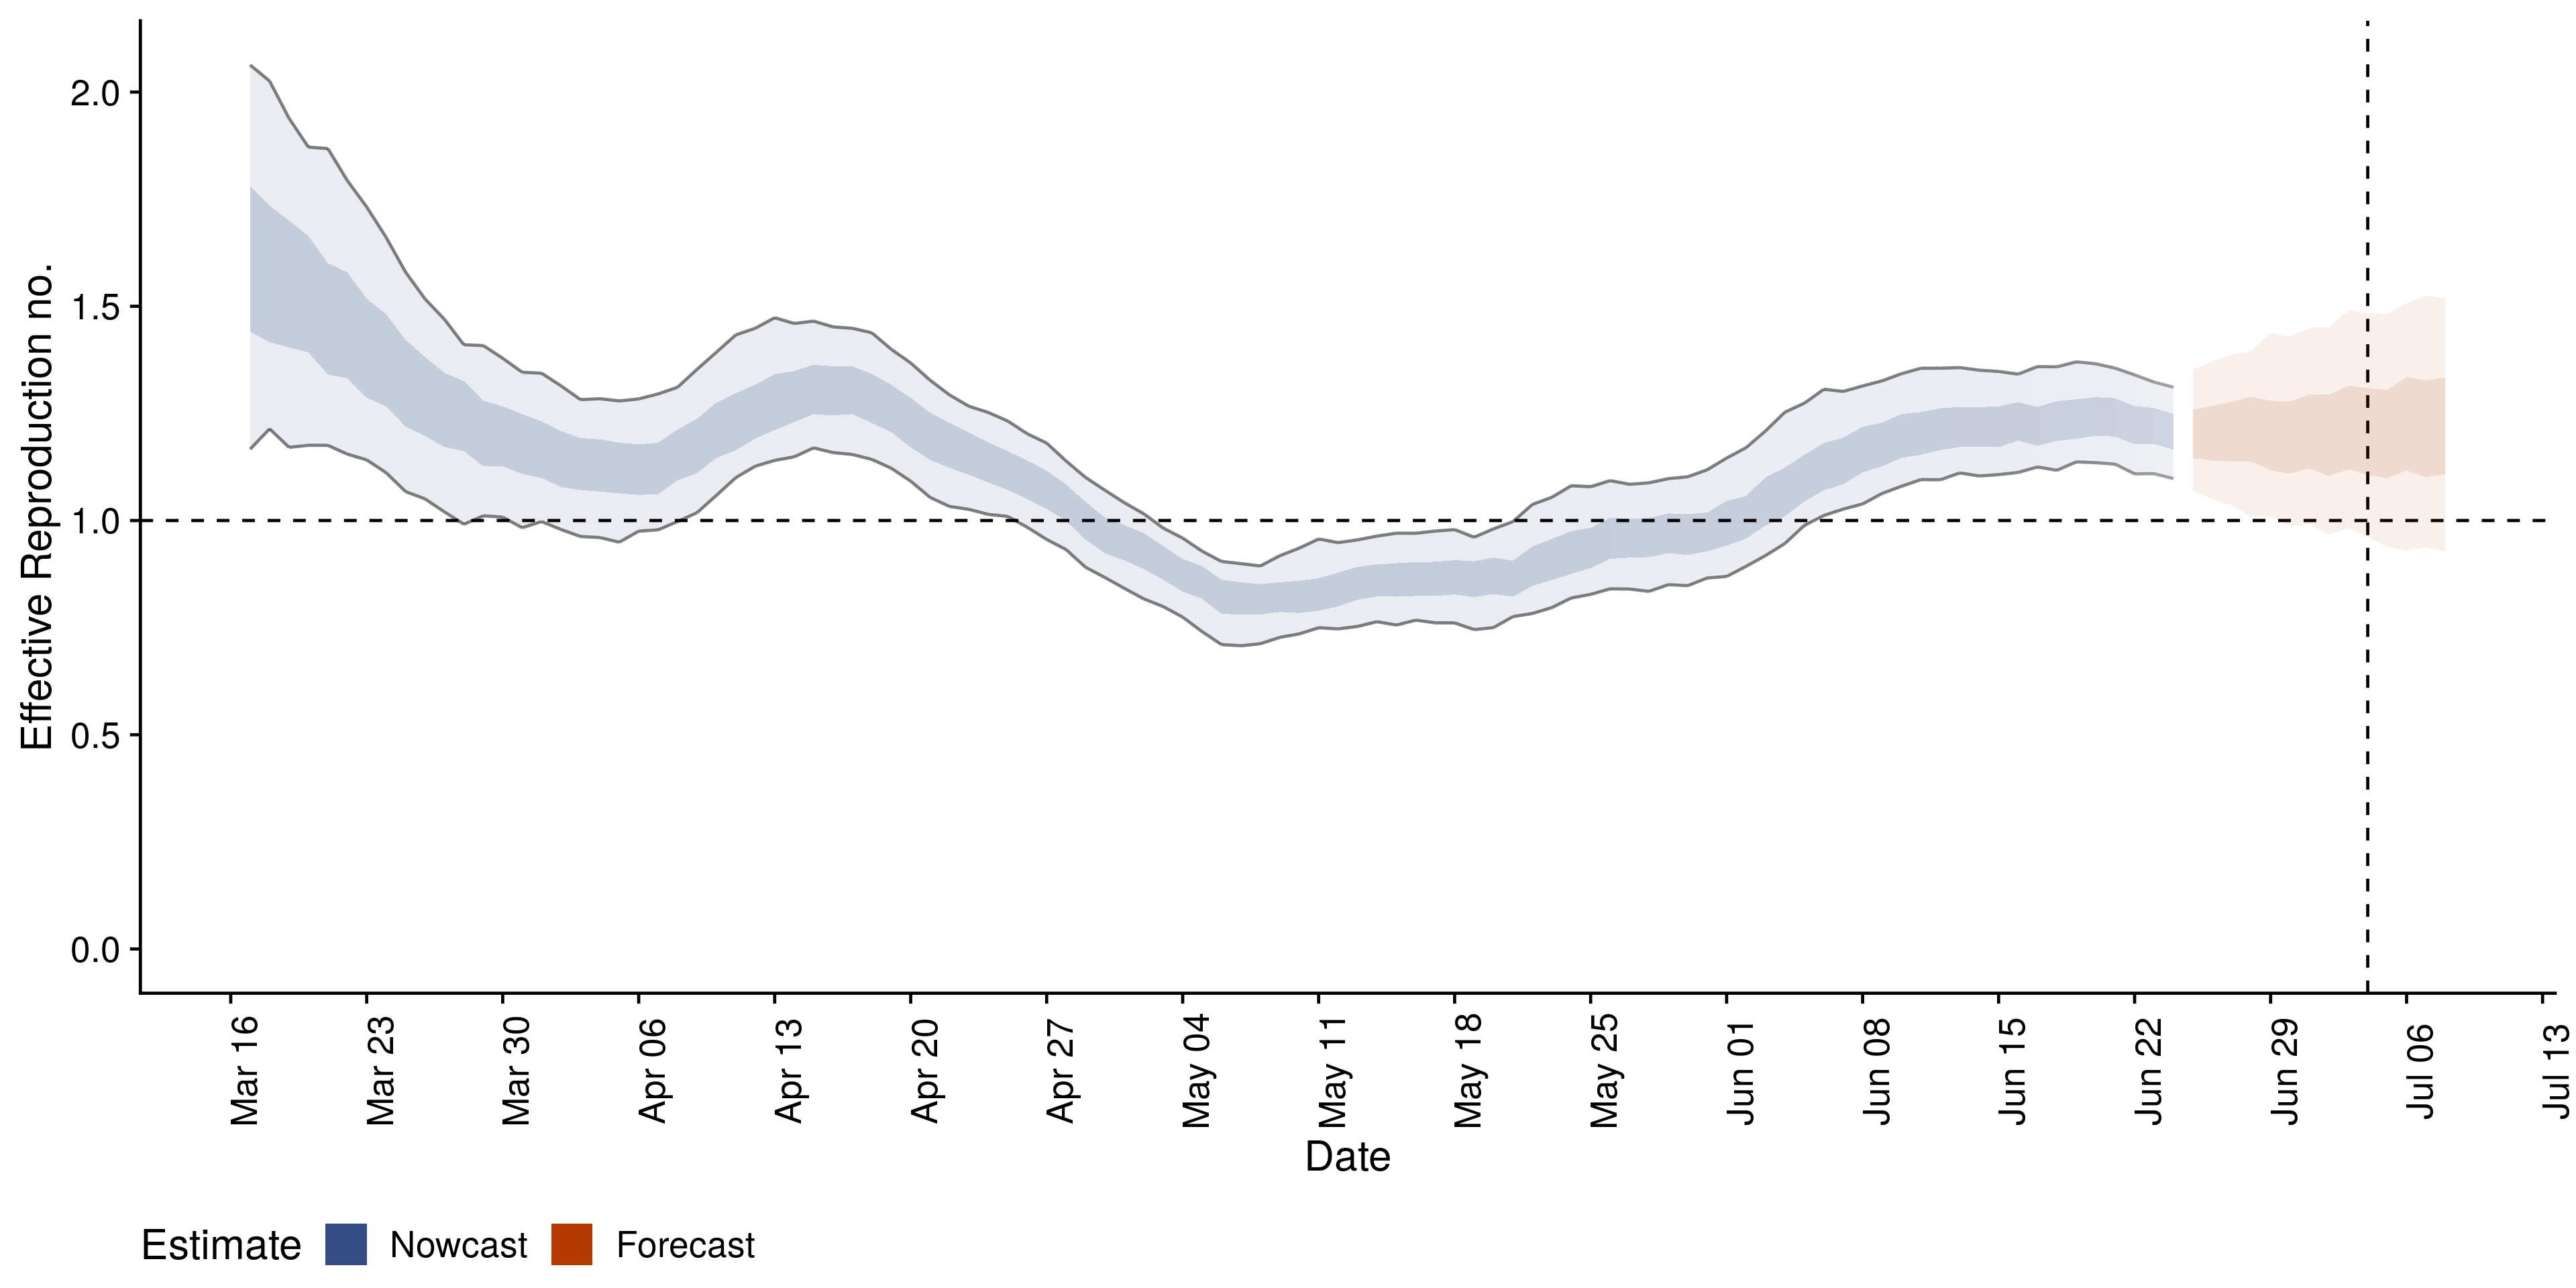 Effective Reproduction no.
2.0
1.5
1.0
0.5
0.0
Mar 16
Mar 23
Mar 30
Apr 06
Apr 13
Apr 20
Apr 27
May 04
May 11
May 18
May 25
Jun 01
Jun 08
Jun 15
Jun 22
Jun 29
Jul 06
Jul 13
Date
Estimate Nowcast Forecast